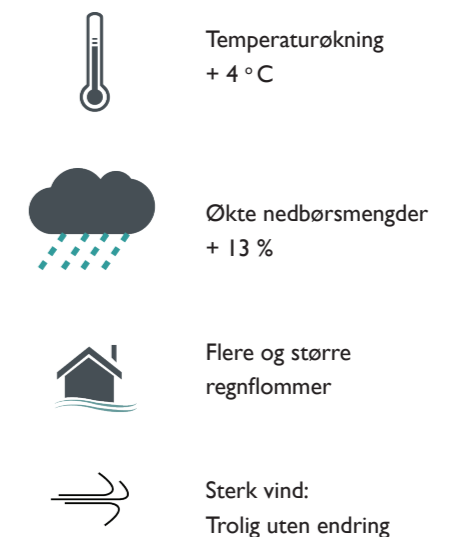 Temperaturøkning
+ 4 °C
Økte nedbørsmengder
+ 13 %
Flere og større
regnflommer
Sterk vind:
Trolig uten endring